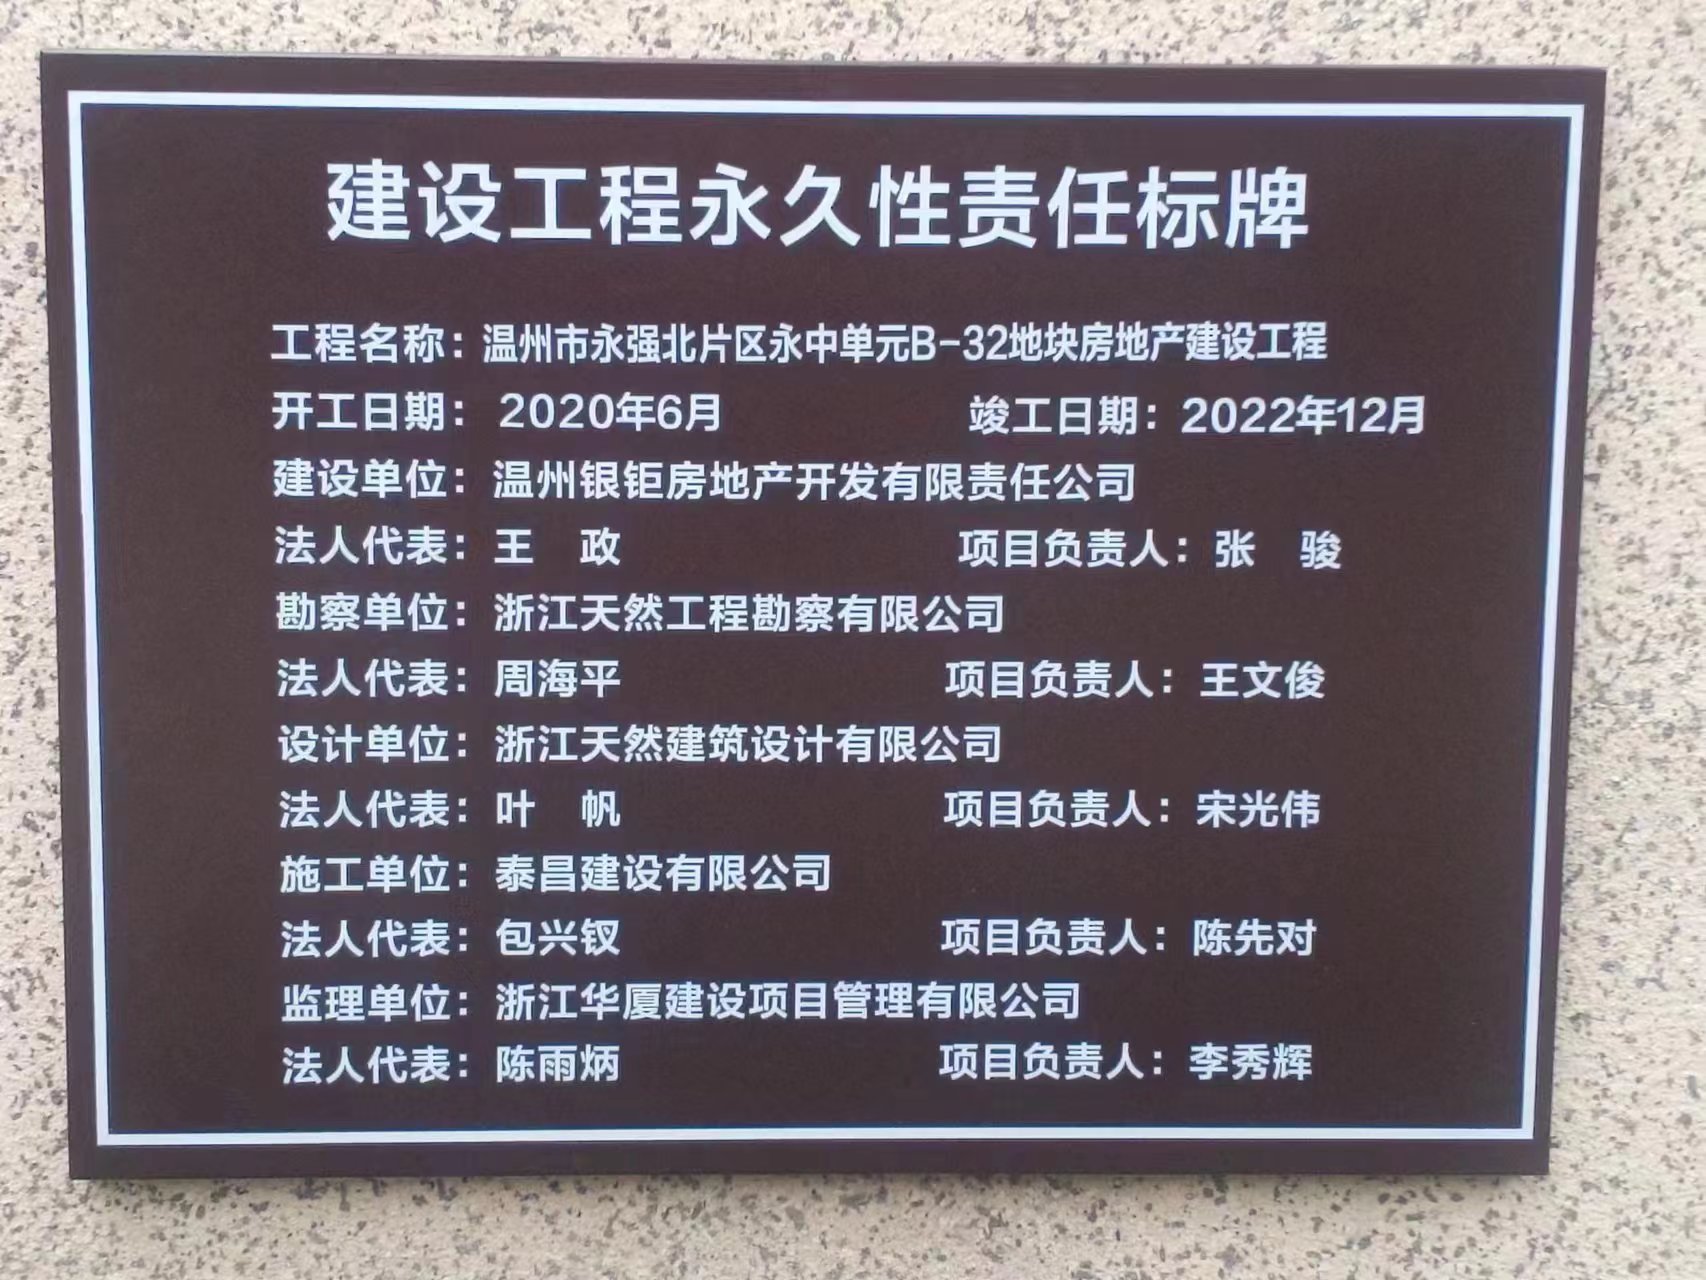 建设工程永久性责任标牌
工程名称：温州市永强北片区永中单元B-32地块房地产建设工程
开工日期：2020年6月 竣工日期：2022年12月
建设单位：温州银钜房地产开发有限责任公司
法人代表：王 政 项目负责人：张 骏
勘察单位：浙江天然工程勘察有限公司
法人代表：周海平 项目负责人：王文俊
设计单位：浙江天然建筑设计有限公司
法人代表：叶 帆 项目负责人：宋光伟
施工单位：泰昌建设有限公司
法人代表：包兴钗 项目负责人：陈先对
监理单位：浙江华厦建设项目管理有限公司
法人代表：陈雨炳 项目负责人：李秀辉